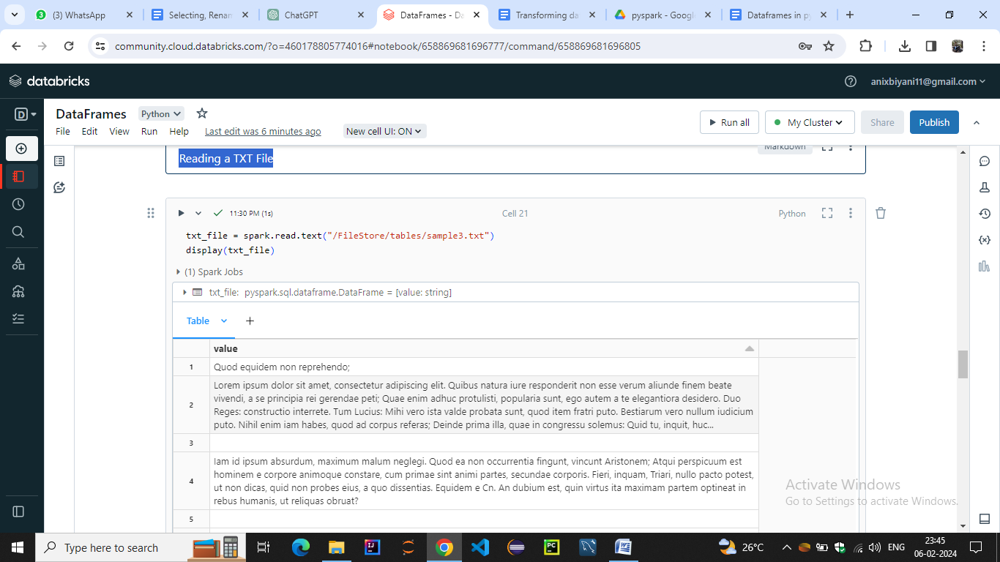 (3) WhatsApp
Selecting, Renan
ChatGPT
DataFrames - Da
Transforming da
pyspark - Googl
Dataframes in py
community.cloud.databricks.com/?o=460178805774016#notebook/658869681696777/command/658869681696805
databricks
anixbiyani11@gmail.com
DataFrames
Python
File
Edit
View
Run
Help
Last edit was 6 minutes ago
New cell UI: ON
Run all
My Cluster
Share
Publish
Markdown
Reading a TXT File
11:30 PM (1s)
Cell 21
Python
txt_file = spark.read.text("/FileStore/tables/sample3.txt")
display(txt_file)
(1) Spark Jobs
txt_file: pyspark.sql.dataframe.DataFrame = [value: string]
Table
value
1
Quod equidem non reprehendo;
2
Lorem ipsum dolor sit amet, consectetur adipiscing elit. Quibus natura iure responderit non esse verum aliunde finem beate
vivendi, a se principia rei gerendae peti; Quae enim adhuc protulisti, popularia sunt, ego autem a te elegantiora desidero. Duo
Reges: constructio interrete. Tum Lucius: Mihi vero ista valde probata sunt, quod item fratri puto. Bestiarum vero nullum iudicium
puto. Nihil enim iam habes, quod ad corpus referas; Deinde prima illa, quae in congressu solemus: Quid tu, inquit, huc...
3
4
Iam id ipsum absurdum, maximum malum neglegi. Quod ea non occurrentia fingunt, vincunt Aristonem; Atqui perspicuum est
hominem e corpore animoque constare, cum primae sint animi partes, secundae corporis. Fieri, inquam, Triari, nullo pacto potest,
ut non dicas, quid non probes eius, a quo dissentias. Equidem e Cn. An dubium est, quin virtus ita maximam partem optineat in
rebus humanis, ut reliquas obruat?
5
Activate Windows
Go to Settings to activate Windows.
Type here to search
26°C
ENG
23:45
06-02-2024